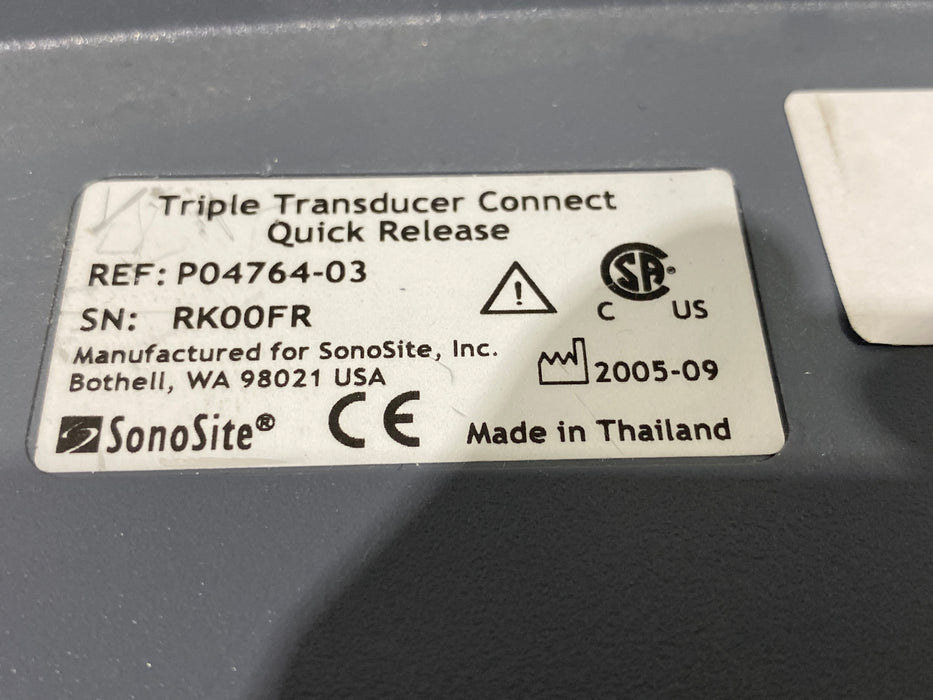 Triple Transducer Connect
Quick Release
REF: P04764-03
SN: RK00FR
Manufactured for SonoSite, Inc.
Bothell, WA 98021 USA
SonoSite®
CE
!
SA
C US
2005-09
Made in Thailand